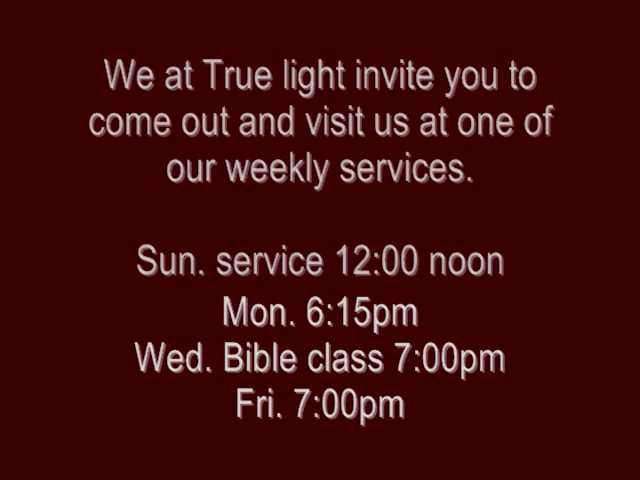 We at True light invite you to
come out and visit us at one of
our weekly services.
Sun. service 12:00 noon
Mon. 6:15pm
Wed. Bible class 7:00pm
Fri. 7:00pm